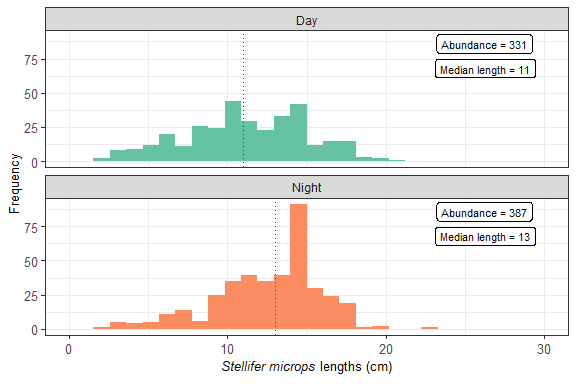 Day
Abundance = 331
Median length = 11
75
50
25
0
Frequency
Night
Abundance = 387
Median length = 13
75
50
25
0
0 10 20 30
Stellifer microps lengths (cm)